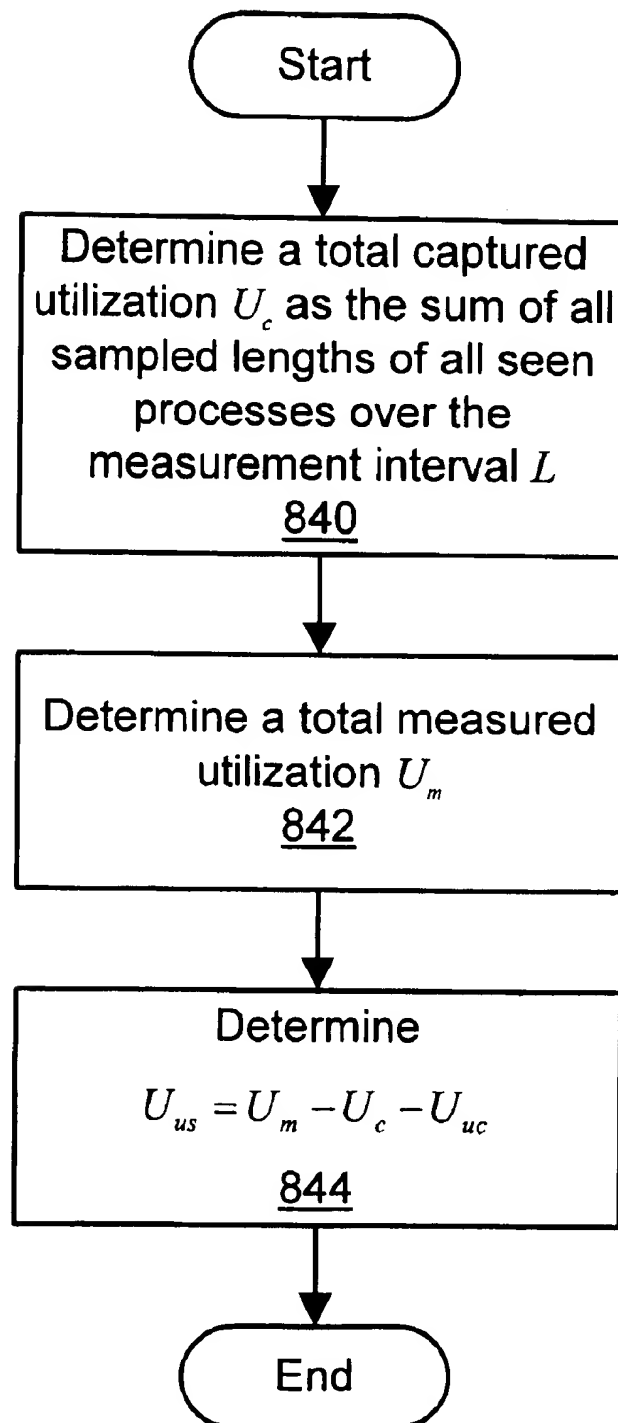 Start
Determine a total captured
utilization U_c as the sum of all
sampled lengths of all seen
processes over the
measurement interval L
840
Determine a total measured
utilization U_m
842
Determine
U_us = U_m − U_c − U_uc
844
End